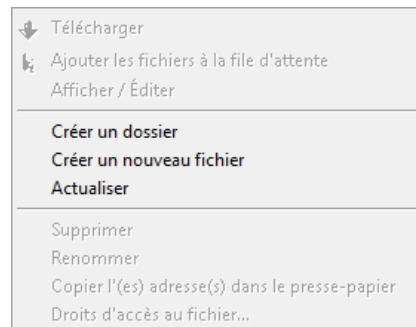 Télécharger
Ajouter les fichiers à la file d'attente
Afficher / Éditer
Créer un dossier
Créer un nouveau fichier
Actualiser
Supprimer
Renommer
Copier l'(es) adresse(s) dans le presse-papier
Droits d'accès au fichier...